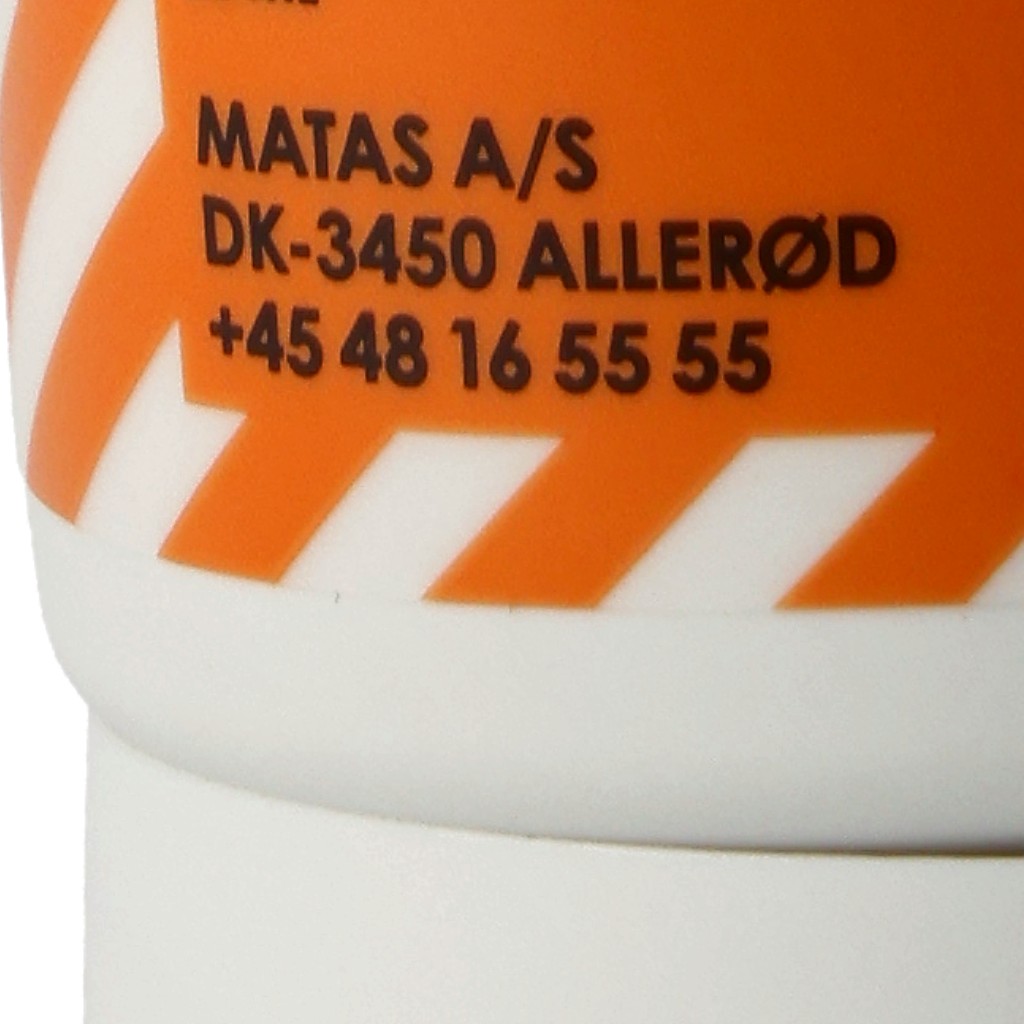 MATAS A/S
DK-3450 ALLERØD
+45 48 16 55 55